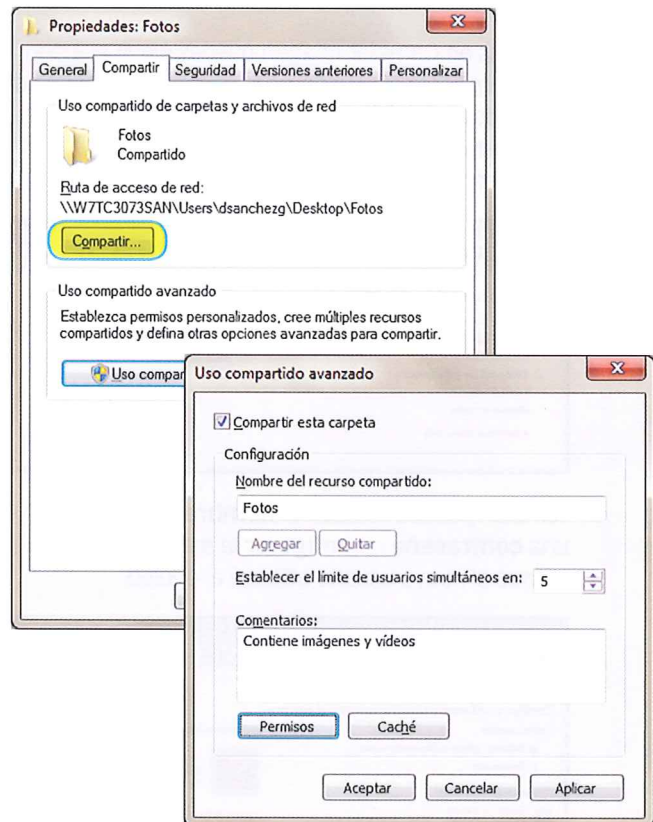 Propiedades: Fotos
General
Compartir
Seguridad
Versiones anteriores
Personalizar
Uso compartido de carpetas y archivos de red
Fotos
Compartido
Ruta de acceso de red:
\\W7TC3073SAN\Users\dsanchezg\Desktop\Fotos
Compartir...
Uso compartido avanzado
Establezca permisos personalizados, cree múltiples recursos
compartidos y defina otras opciones avanzadas para compartir.
Uso compar
Uso compartido avanzado
Compartir esta carpeta
Configuración
Nombre del recurso compartido:
Fotos
Agregar
Quitar
Establecer el límite de usuarios simultáneos en:
5
Comentarios:
Contiene imágenes y vídeos
Permisos
Caché
Aceptar
Cancelar
Aplicar